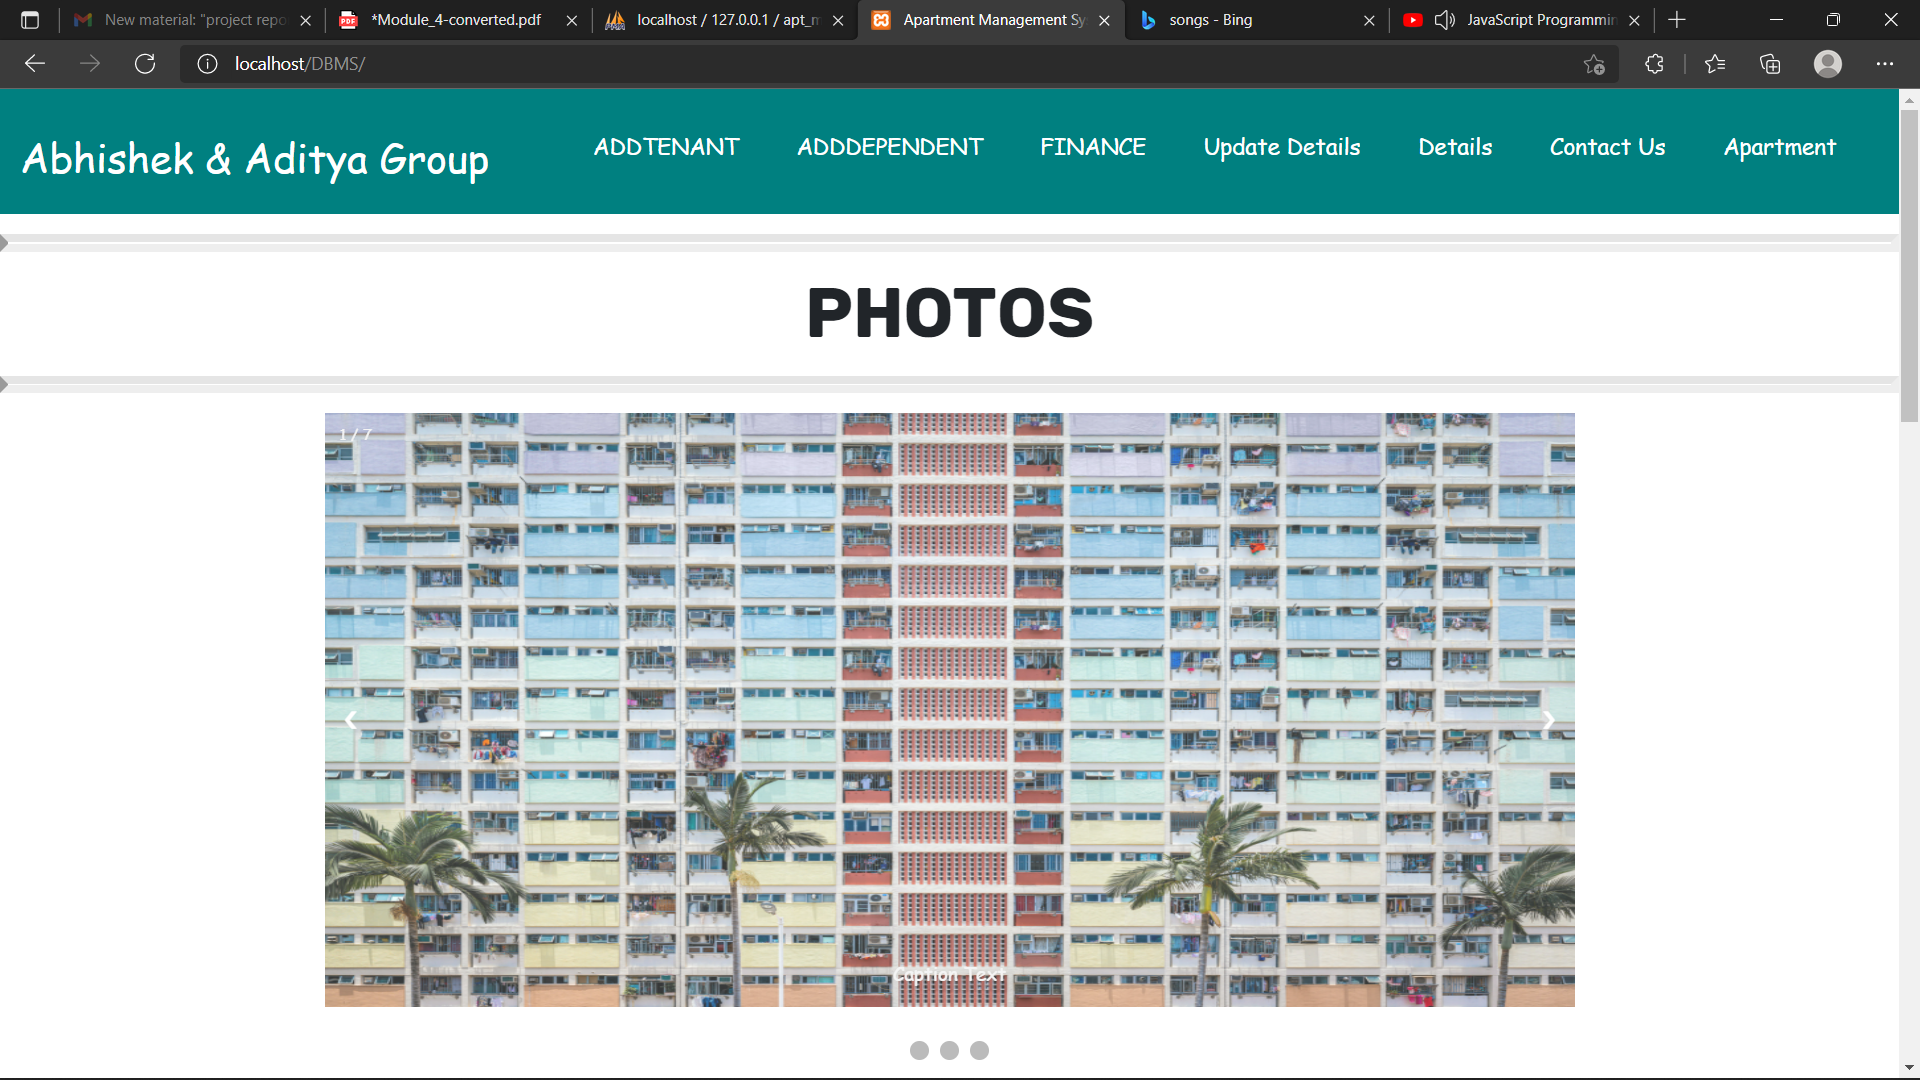 New material: "project repo
*Module_4-converted.pdf
localhost / 127.0.0.1 / apt_m
Apartment Management Sy
songs - Bing
JavaScript Programmin
localhost/DBMS/
Abhishek & Aditya Group
ADDTENANT
ADDDEPENDENT
FINANCE
Update Details
Details
Contact Us
Apartment
PHOTOS
1 / 7
Caption Text